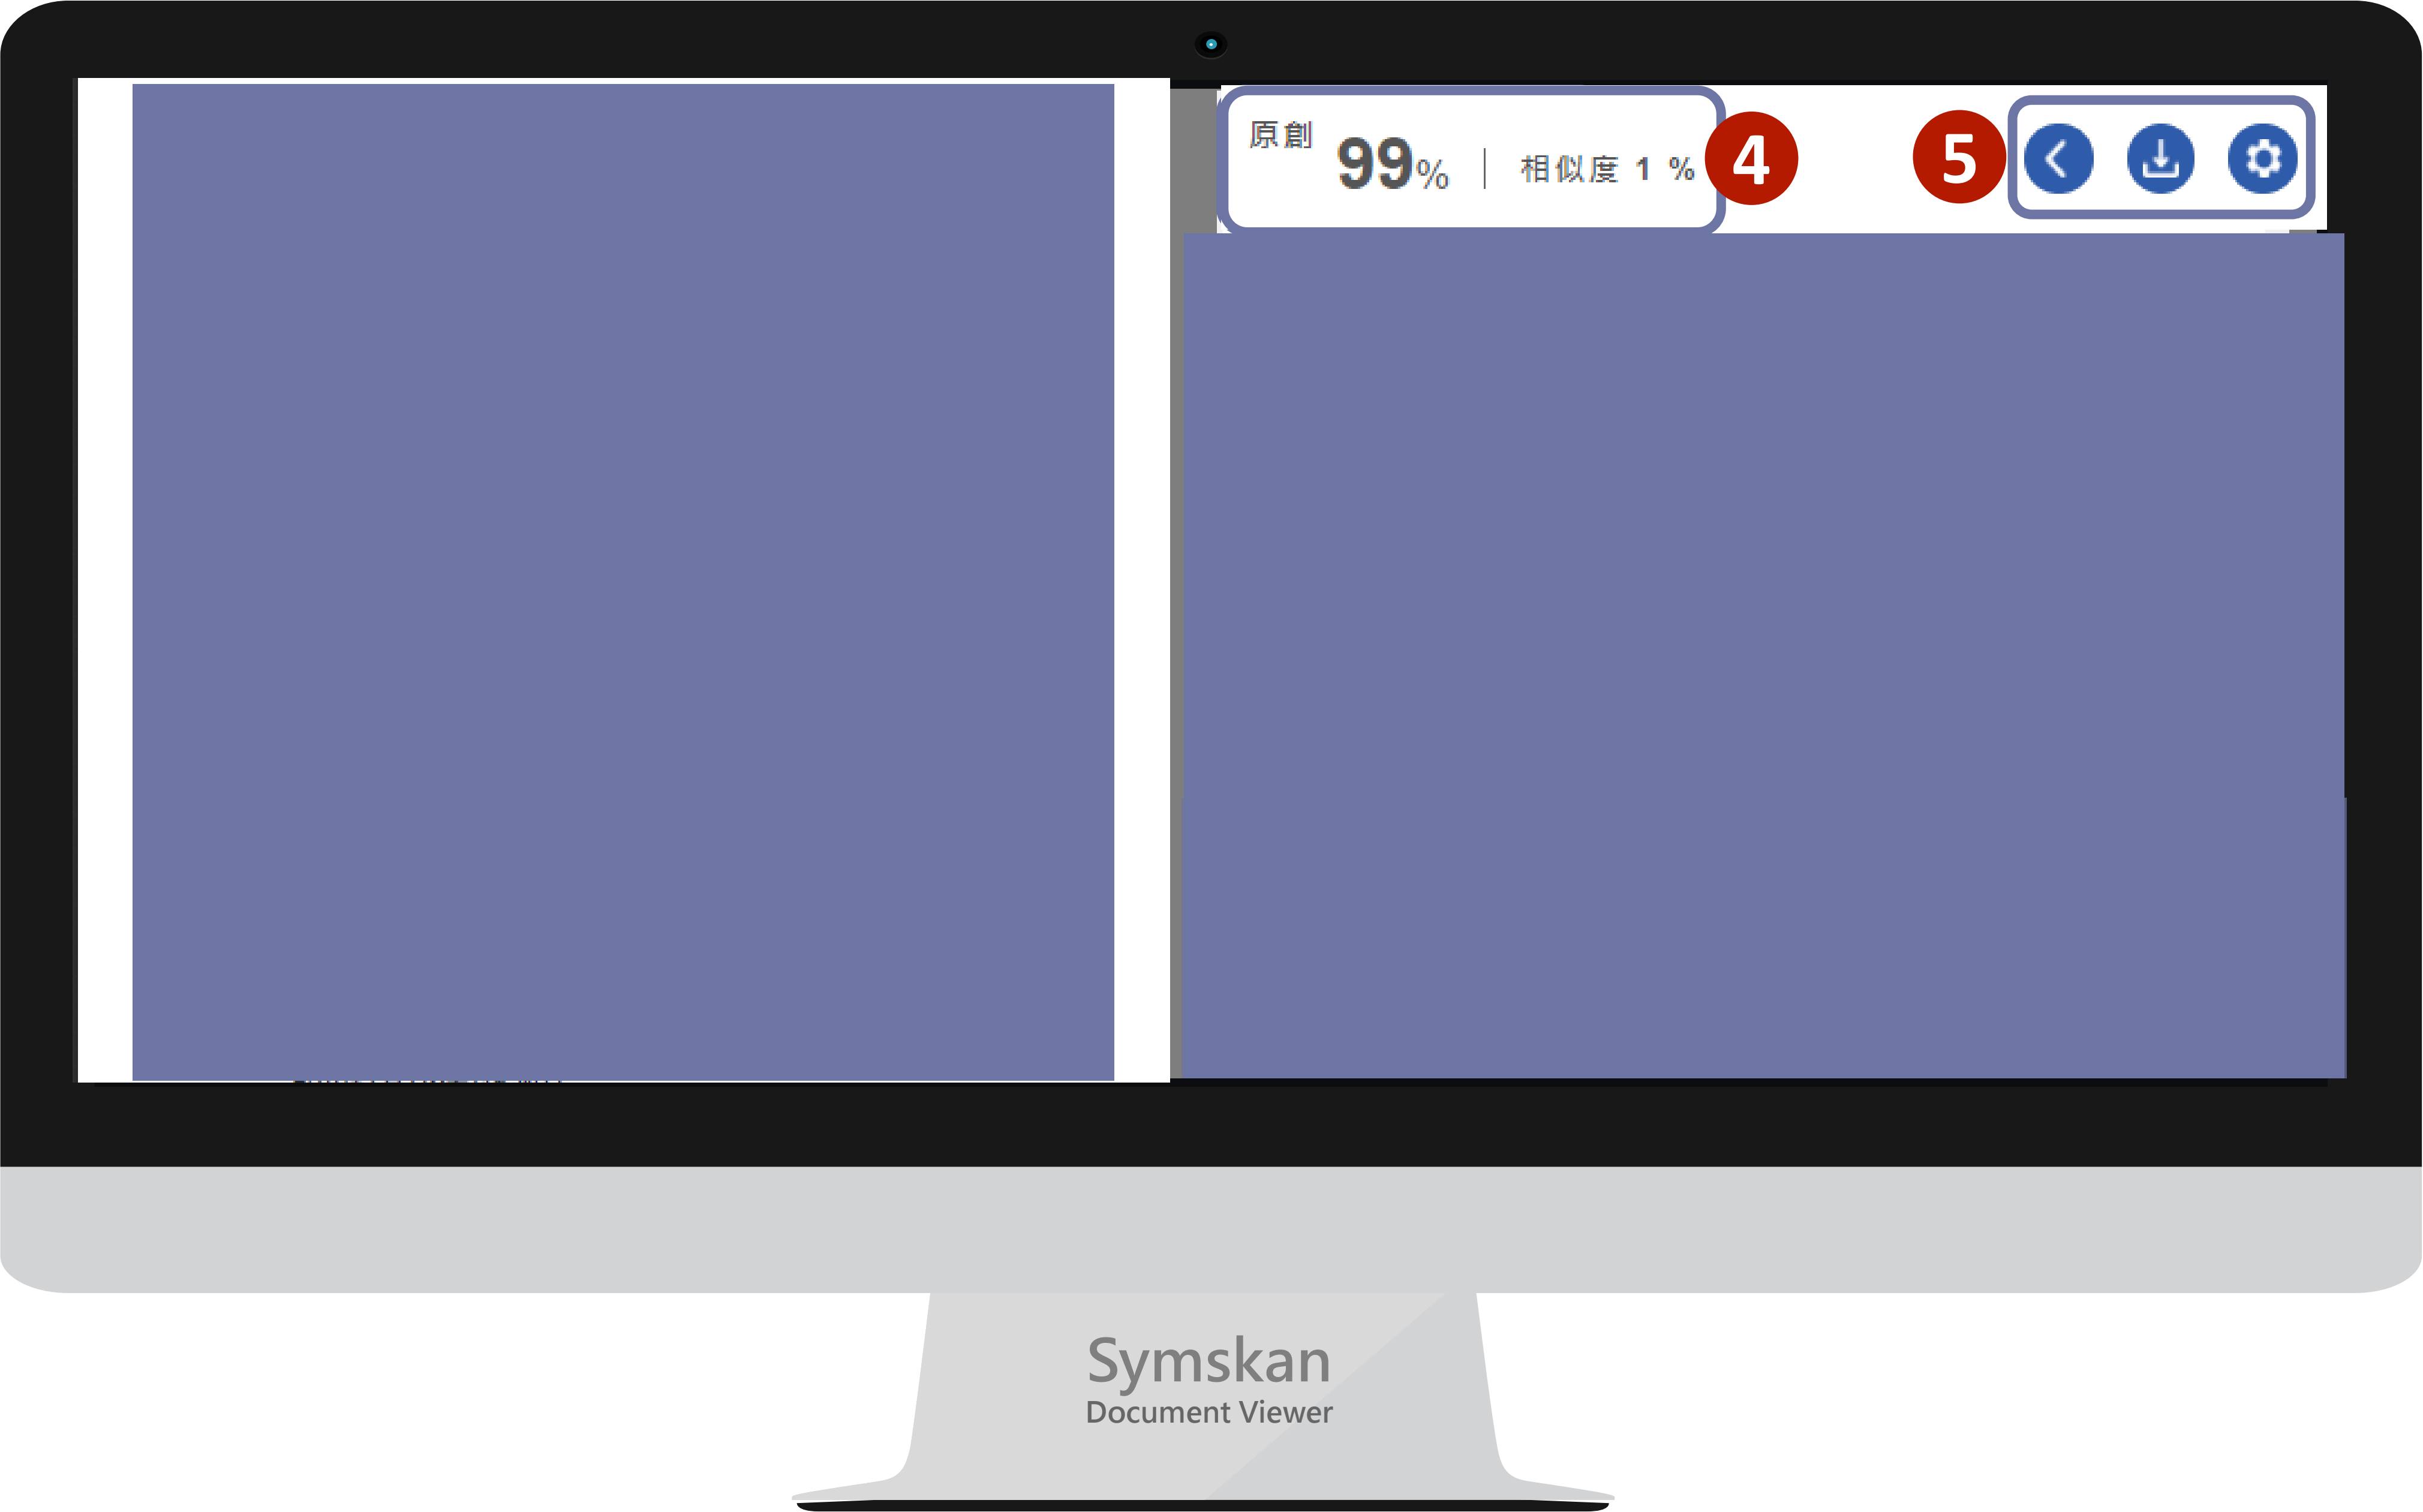 原創 99% | 相似度 1 %
4
5
Symskan
Document Viewer